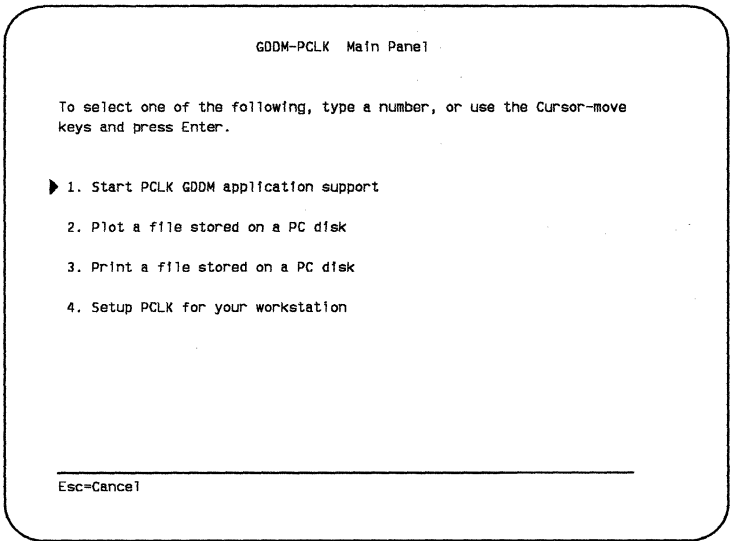 GDDM-PCLK Main Panel
To select one of the following, type a number, or use the Cursor-move
keys and press Enter.
1. Start PCLK GDDM application support
2. Plot a file stored on a PC disk
3. Print a file stored on a PC disk
4. Setup PCLK for your workstation
Esc=Cancel